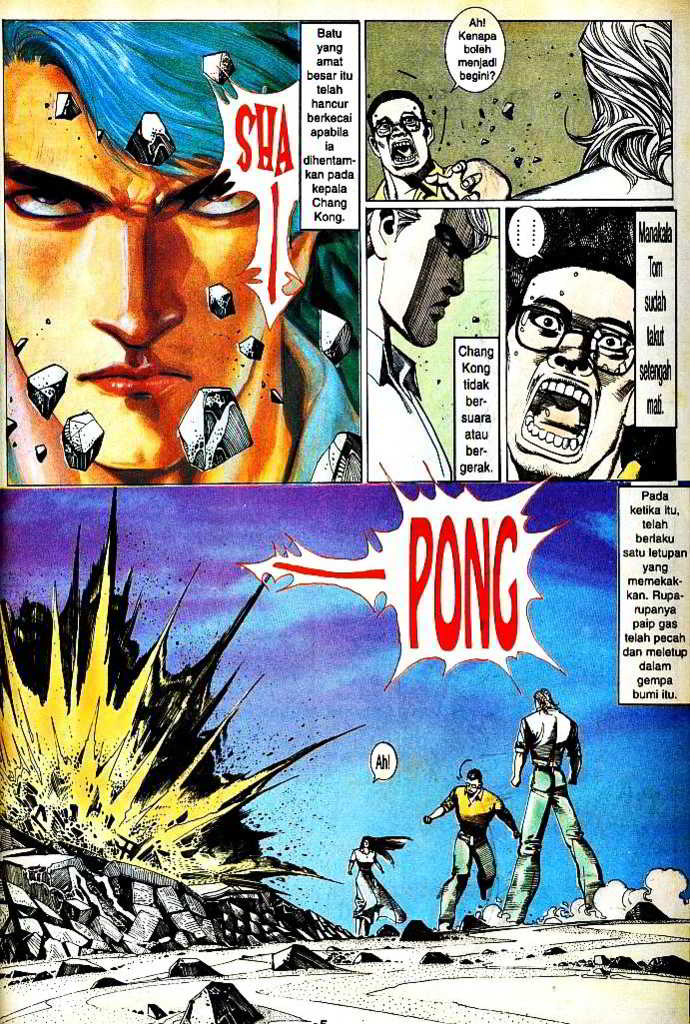 Batu
yang
amat
besar itu
telah
hancur
berkecai
apabila
ia
dihentam-
kan pada
kepala
Chang
Kong.
SHA
Ah!
Kenapa
boleh
menjadi
begini?
Chang
Kong
tidak
ber-
suara
atau
ber-
gerak.
......
Manakala
Tom
sudah
takut
setengah
mati.
Pada
ketika itu,
telah
berlaku
satu letupan
yang
memekak-
kan. Rupa-
rupanya
paip gas
telah pecah
dan meletup
dalam
gempa
bumi itu.
PONG
Ah!